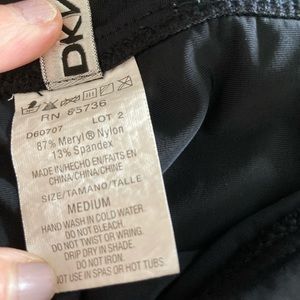 DKN
RN 85736
D60707 LOT 2
87% Meryl® Nylon
13% Spandex
MADE IN/HECHO EN/FAIT EN
CHINA/CHINA/CHINE
SIZE/TAMANO/TALLE
MEDIUM
HAND WASH IN COLD WATER
DO NOT BLEACH.
DO NOT TWIST OR WRING.
DRIP DRY IN SHADE.
DO NOT IRON.
NOT USE IN SPAS OR HOT TUBS.